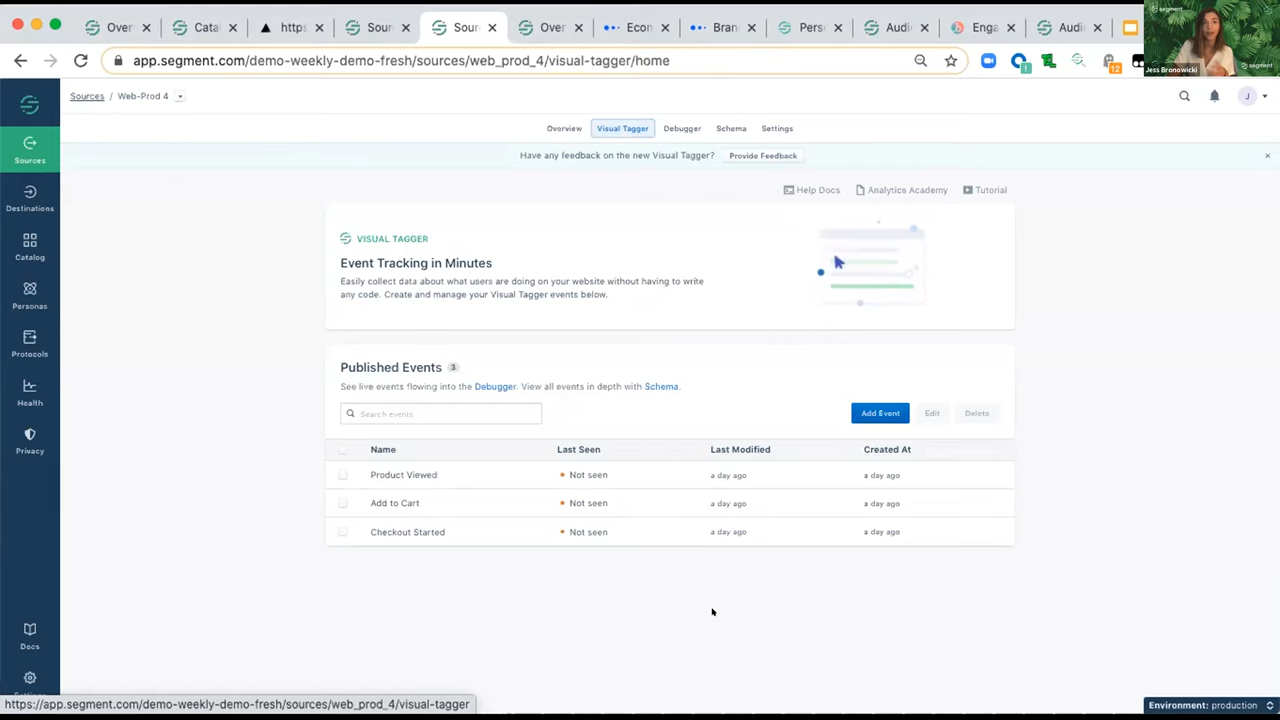 Over
Cata
https
Sourc
Sourc
Over
Econ
Bran
Perso
Audie
Enga
Audie
segment
segment
Jess Bronowicki
app.segment.com/demo-weekly-demo-fresh/sources/web_prod_4/visual-tagger/home
12
Sources / Web-Prod 4
J
Overview Visual Tagger Debugger Schema Settings
Have any feedback on the new Visual Tagger? Provide Feedback
Help Docs Analytics Academy Tutorial
Sources
Destinations
Catalog
Personas
Protocols
Health
Privacy
Docs
VISUAL TAGGER
Event Tracking in Minutes
Easily collect data about what users are doing on your website without having to write
any code. Create and manage your Visual Tagger events below.
Published Events 3
See live events flowing into the Debugger. View all events in depth with Schema.
Search events
Add Event Edit Delete
Name Last Seen Last Modified Created At
Product Viewed Not seen a day ago a day ago
Add to Cart Not seen a day ago a day ago
Checkout Started Not seen a day ago a day ago
https://app.segment.com/demo-weekly-demo-fresh/sources/web_prod_4/visual-tagger
Environment: production